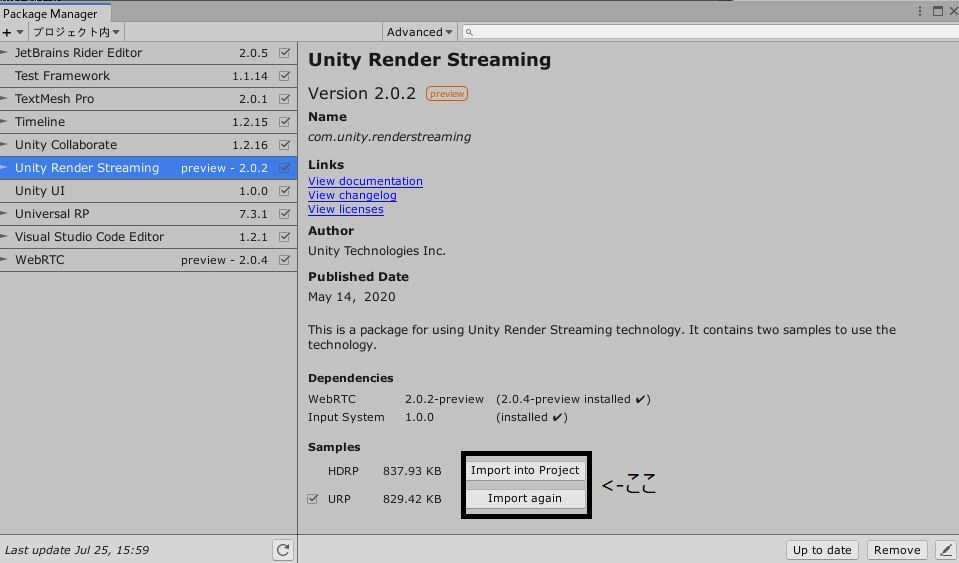 Package Manager
+ プロジェクト内 Advanced
JetBrains Rider Editor 2.0.5
Test Framework 1.1.14
TextMesh Pro 2.0.1
Timeline 1.2.15
Unity Collaborate 1.2.16
Unity Render Streaming preview - 2.0.2
Unity UI 1.0.0
Universal RP 7.3.1
Visual Studio Code Editor 1.2.1
WebRTC preview - 2.0.4
Last update Jul 25, 15:59
Unity Render Streaming
Version 2.0.2 preview
Name
com.unity.renderstreaming
Links
View documentation
View changelog
View licenses
Author
Unity Technologies Inc.
Published Date
May 14, 2020
This is a package for using Unity Render Streaming technology. It contains two samples to use the
technology.
Dependencies
WebRTC 2.0.2-preview (2.0.4-preview installed ✔)
Input System 1.0.0 (installed ✔)
Samples
HDRP 837.93 KB Import into Project
<-ここ
URP 829.42 KB Import again
Up to date Remove